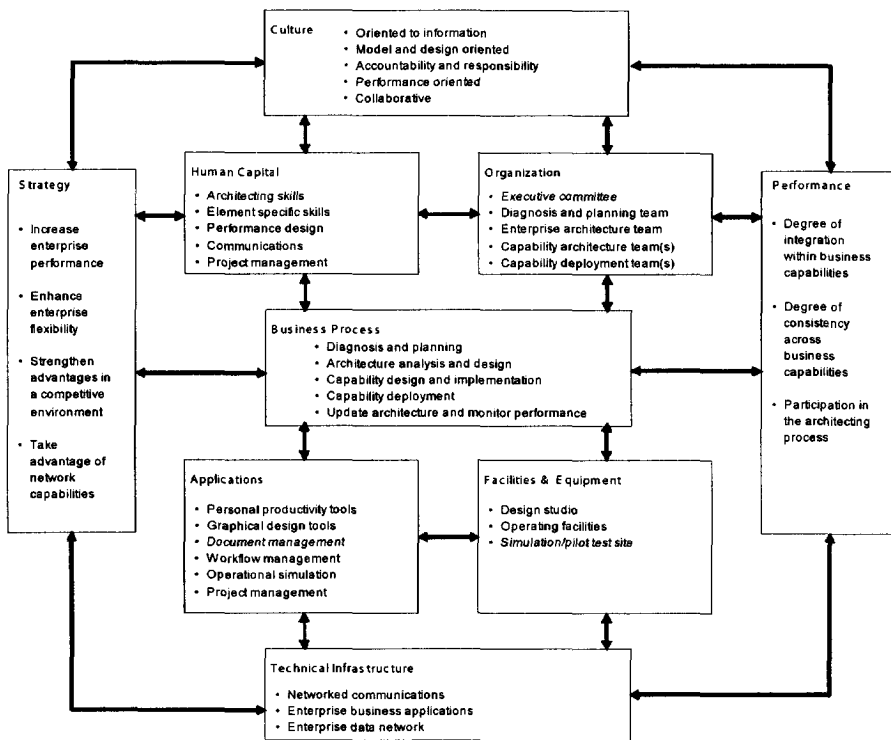 Culture
• Oriented to information
• Model and design oriented
• Accountability and responsibility
• Performance oriented
• Collaborative
Strategy
• Increase
enterprise
performance
• Enhance
enterprise
flexibility
• Strengthen
advantages in
a competitive
environment
• Take
advantage of
network
capabilities
Human Capital
• Architecting skills
• Element specific skills
• Performance design
• Communications
• Project management
Organization
• Executive committee
• Diagnosis and planning team
• Enterprise architecture team
• Capability architecture team(s)
• Capability deployment team(s)
Performance
• Degree of
integration
within business
capabilities
• Degree of
consistency
across
business
capabilities
• Participation in
the architecting
process
Business Process
• Diagnosis and planning
• Architecture analysis and design
• Capability design and implementation
• Capability deployment
• Update architecture and monitor performance
Applications
• Personal productivity tools
• Graphical design tools
• Document management
• Workflow management
• Operational simulation
• Project management
Facilities & Equipment
• Design studio
• Operating facilities
• Simulation/pilot test site
Technical Infrastructure
• Networked communications
• Enterprise business applications
• Enterprise data network